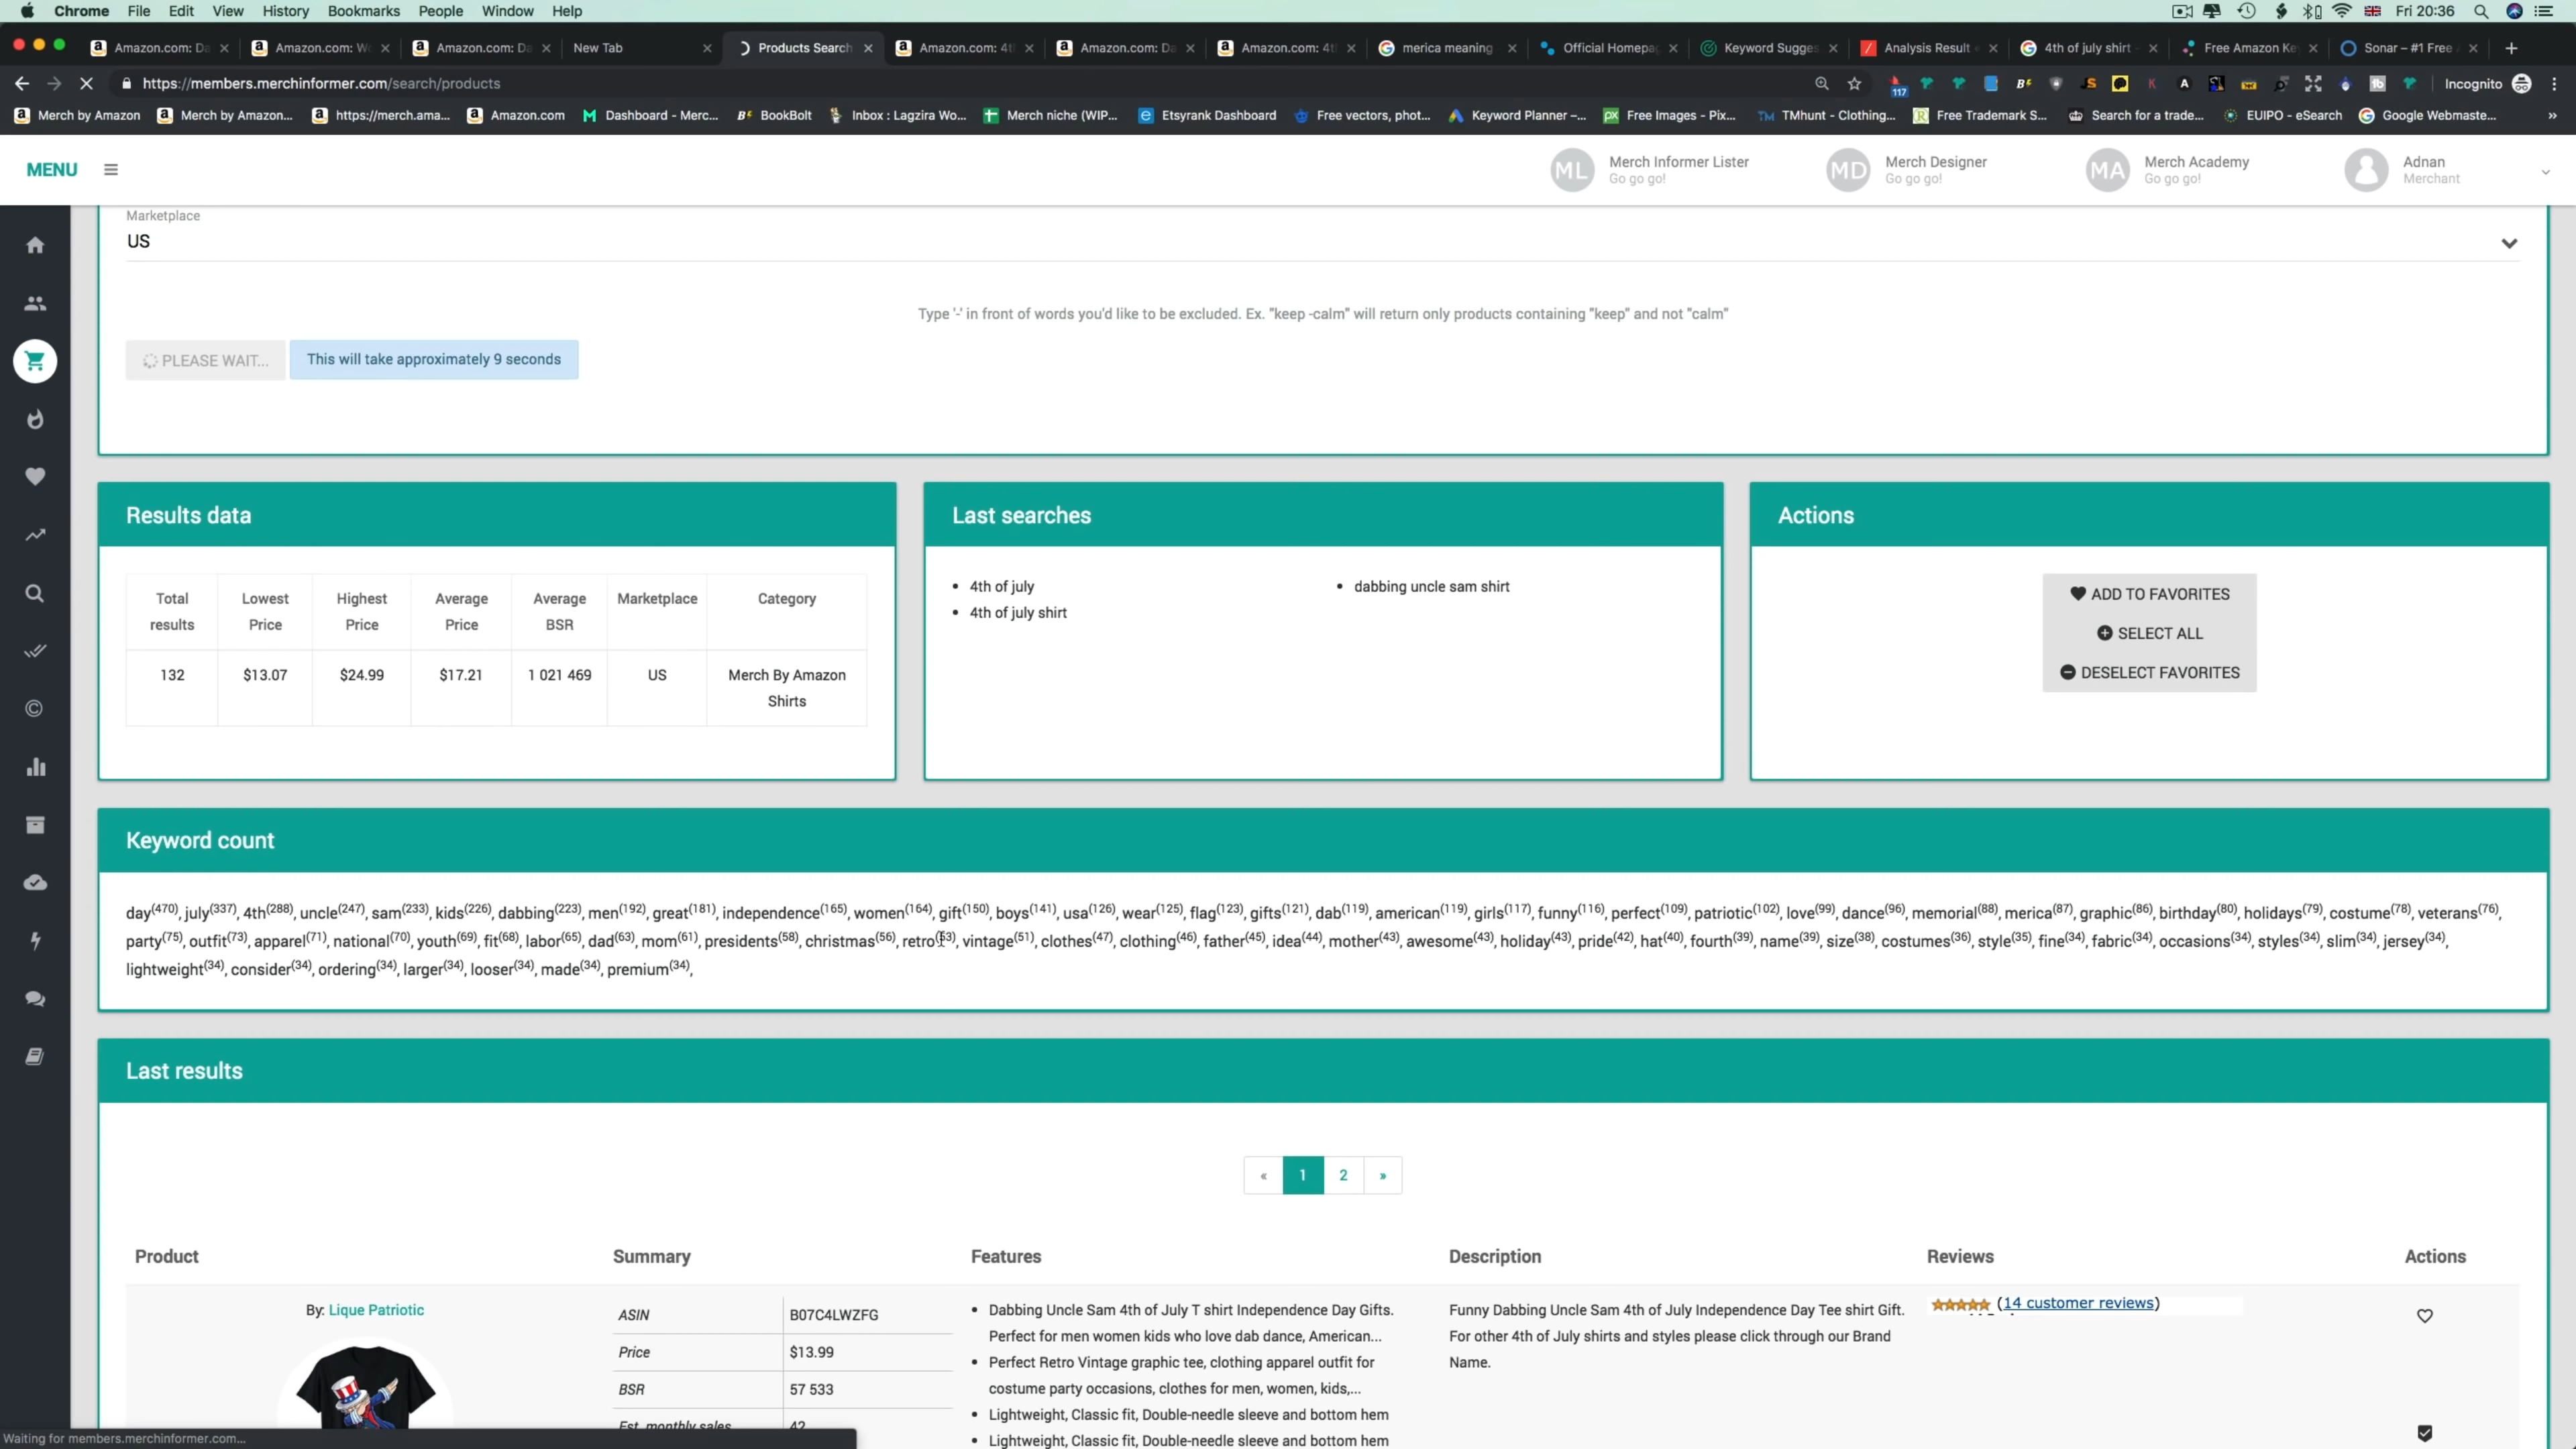 Chrome File Edit View History Bookmarks People Window Help Fri 20:36
Amazon.com: Da Amazon.com: Wo Amazon.com: Da New Tab Products Search Amazon.com: 4t Amazon.com: Da Amazon.com: 4t merica meaning Official Homepag Keyword Sugges Analysis Result 4th of july shirt Free Amazon Ke Sonar – #1 Free
https://members.merchinformer.com/search/products 117 Incognito
Merch by Amazon Merch by Amazon... https://merch.ama... Amazon.com Dashboard - Merc... BookBolt Inbox : Lagzira Wo... Merch niche (WIP... Etsyrank Dashboard Free vectors, phot... Keyword Planner –... Free Images - Pix... TMhunt - Clothing... Free Trademark S... Search for a trade... EUIPO - eSearch Google Webmaste... »
MENU
ML Merch Informer Lister MD Merch Designer MA Merch Academy Adnan
Go go go! Go go go! Go go go! Merchant
Marketplace
US
Type '-' in front of words you'd like to be excluded. Ex. "keep -calm" will return only products containing "keep" and not "calm"
PLEASE WAIT... This will take approximately 9 seconds
Results data Last searches Actions
Total results Lowest Price Highest Price Average Price Average BSR Marketplace Category
132 $13.07 $24.99 $17.21 1 021 469 US Merch By Amazon Shirts
• 4th of july • dabbing uncle sam shirt
• 4th of july shirt
ADD TO FAVORITES
SELECT ALL
DESELECT FAVORITES
Keyword count
day(470), july(337), 4th(288), uncle(247), sam(233), kids(226), dabbing(223), men(192), great(181), independence(165), women(164), gift(150), boys(141), usa(126), wear(125), flag(123), gifts(121), dab(119), american(119), girls(117), funny(116), perfect(109), patriotic(102), love(99), dance(96), memorial(88), merica(87), graphic(86), birthday(80), holidays(79), costume(78), veterans(76),
party(75), outfit(73), apparel(71), national(70), youth(69), fit(68), labor(65), dad(63), mom(61), presidents(58), christmas(56), retro, vintage(51), clothes(47), clothing(46), father(45), idea(44), mother(43), awesome(43), holiday(43), pride(42), hat(40), fourth(39), name(39), size(38), costumes(36), style(35), fine(34), fabric(34), occasions(34), styles(34), slim(34), jersey(34),
lightweight(34), consider(34), ordering(34), larger(34), looser(34), made(34), premium(34),
Last results
« 1 2 »
Product Summary Features Description Reviews Actions
By: Lique Patriotic
ASIN B07C4LWZFG
Price $13.99
BSR 57 533
Est. monthly sales 42
• Dabbing Uncle Sam 4th of July T shirt Independence Day Gifts.
Perfect for men women kids who love dab dance, American...
• Perfect Retro Vintage graphic tee, clothing apparel outfit for
costume party occasions, clothes for men, women, kids,...
• Lightweight, Classic fit, Double-needle sleeve and bottom hem
• Lightweight, Classic fit, Double-needle sleeve and bottom hem
Funny Dabbing Uncle Sam 4th of July Independence Day Tee shirt Gift.
For other 4th of July shirts and styles please click through our Brand
Name.
(14 customer reviews)
Waiting for members.merchinformer.com...